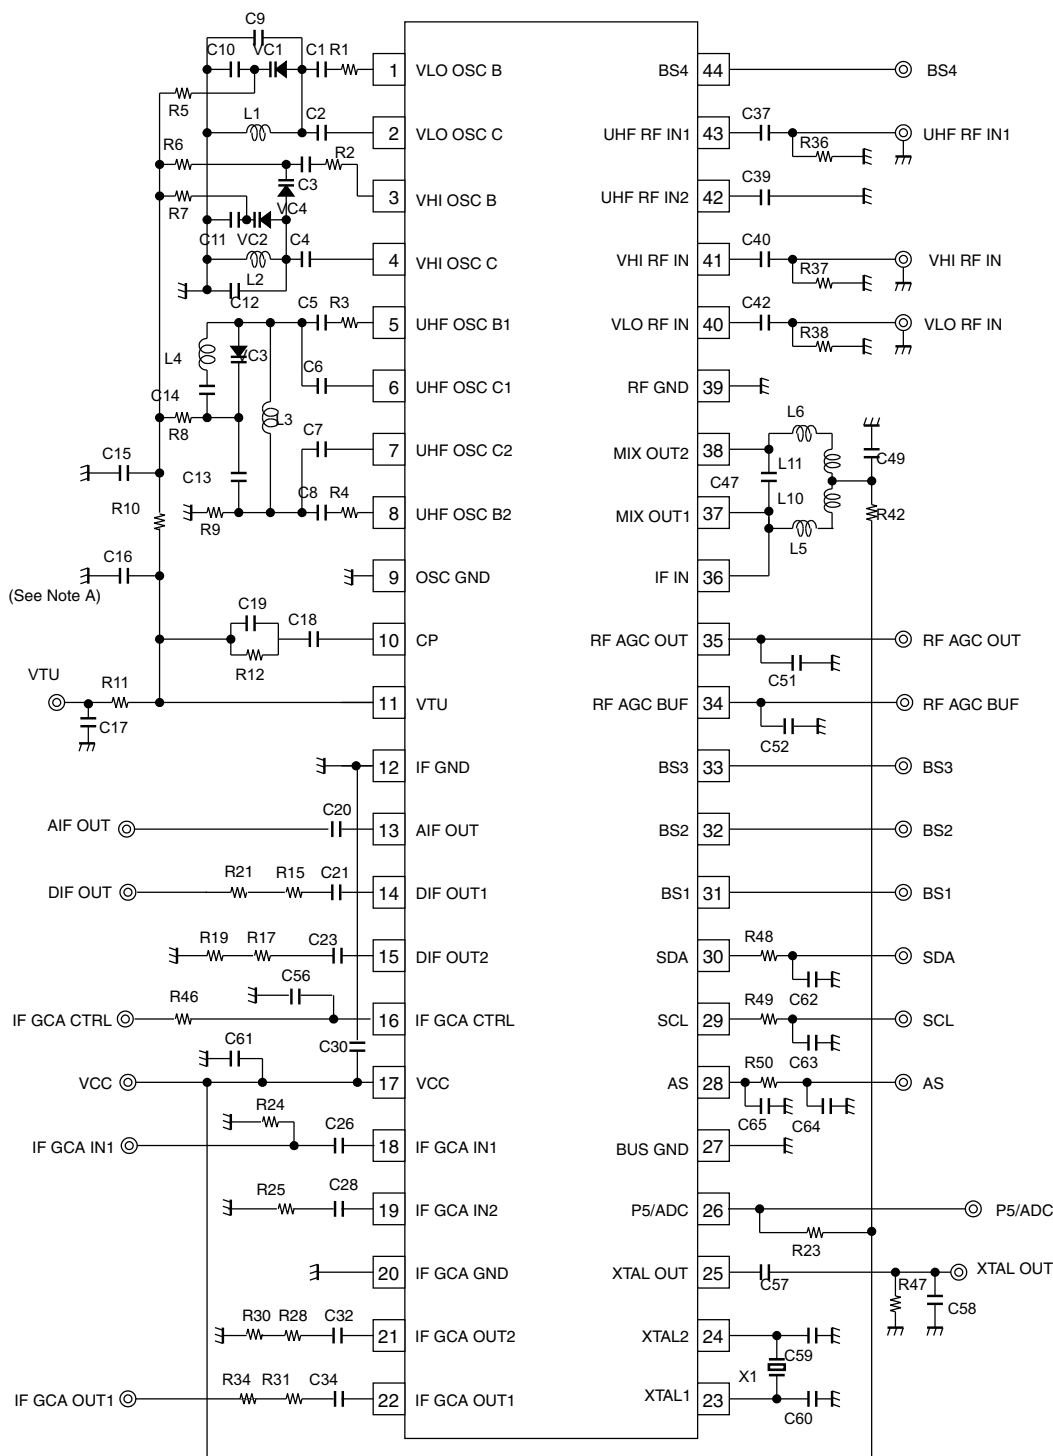 C9
C10 VC1 C1 R1
1 VLO OSC B BS4 44 BS4
R5
L1 C2 C37
2 VLO OSC C UHF RF IN1 43 UHF RF IN1
R6 R2 R36
C3 C39
3 VHI OSC B UHF RF IN2 42
R7 VC4
C11 VC2 C4 C40
4 VHI OSC C VHI RF IN 41 VHI RF IN
L2 R37
C12 C5 R3 C42
5 UHF OSC B1 VLO RF IN 40 VLO RF IN
L4 VC3 R38
C6
6 UHF OSC C1 RF GND 39
C14
R8 L3 L6
C7
7 UHF OSC C2 MIX OUT2 38
C15 L11 C49
C13 C47
C8 R4 L10
R10 8 UHF OSC B2 MIX OUT1 37 R42
R9 L5
C16
9 OSC GND IF IN 36
(See Note A)
C19 C18
10 CP RF AGC OUT 35 RF AGC OUT
R12 C51
VTU R11
11 VTU RF AGC BUF 34 RF AGC BUF
C17 C52
12 IF GND BS3 33 BS3
C20
AIF OUT 13 AIF OUT BS2 32 BS2
R21 R15 C21
DIF OUT 14 DIF OUT1 BS1 31 BS1
R19 R17 C23 R48
15 DIF OUT2 SDA 30 SDA
C56 C62
R46 R49
IF GCA CTRL 16 IF GCA CTRL SCL 29 SCL
C61 C30 C63
R50
VCC 17 VCC AS 28 AS
R24 C65 C64
C26
IF GCA IN1 18 IF GCA IN1 BUS GND 27
R25 C28
19 IF GCA IN2 P5/ADC 26 P5/ADC
R23
20 IF GCA GND XTAL OUT 25 XTAL OUT
C57 R47
C58
R30 R28 C32
21 IF GCA OUT2 XTAL2 24
C59
X1
R34 R31 C34
IF GCA OUT1 22 IF GCA OUT1 XTAL1 23
C60